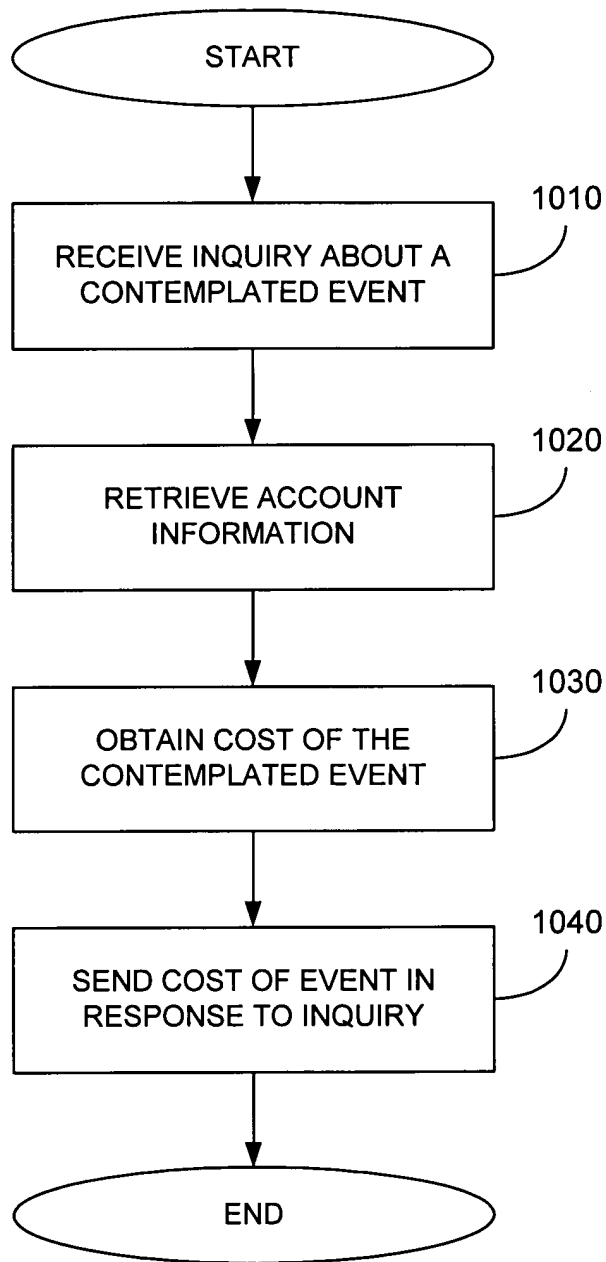 START
1010
RECEIVE INQUIRY ABOUT A
CONTEMPLATED EVENT
1020
RETRIEVE ACCOUNT
INFORMATION
1030
OBTAIN COST OF THE
CONTEMPLATED EVENT
1040
SEND COST OF EVENT IN
RESPONSE TO INQUIRY
END